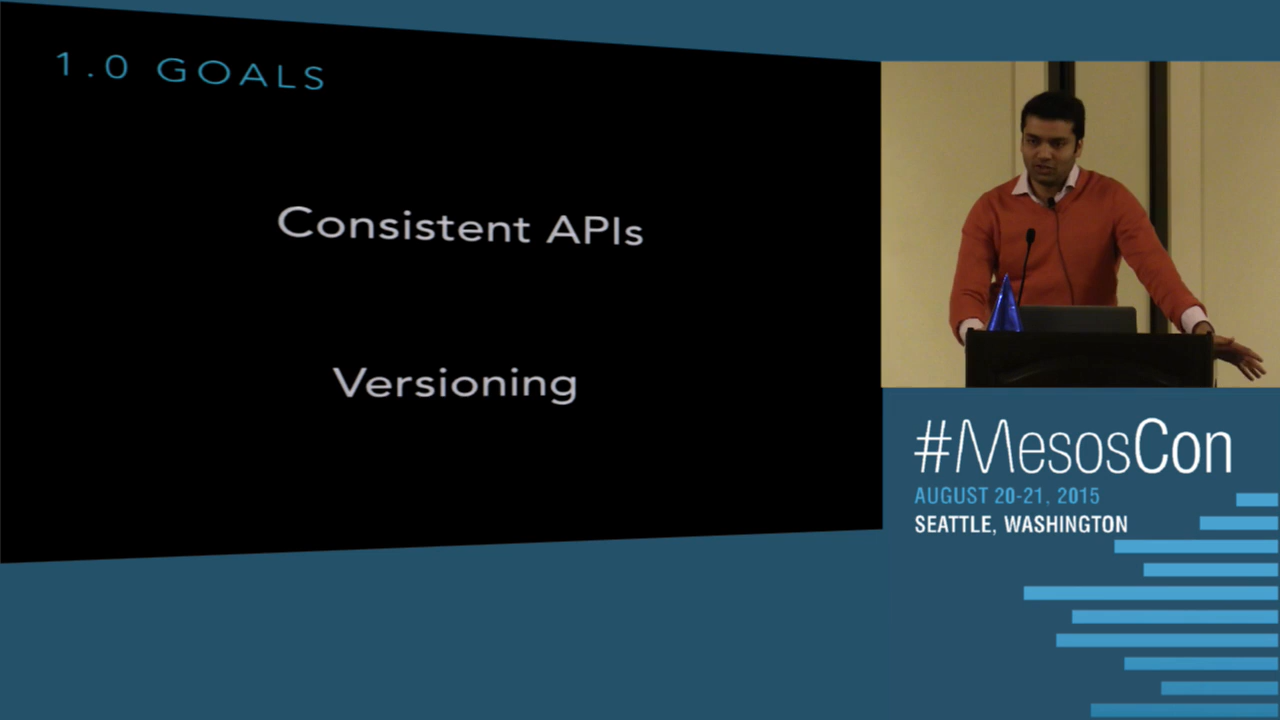 1.0 GOALS
Consistent APIs
Versioning
#MesosCon
AUGUST 20-21, 2015
SEATTLE, WASHINGTON